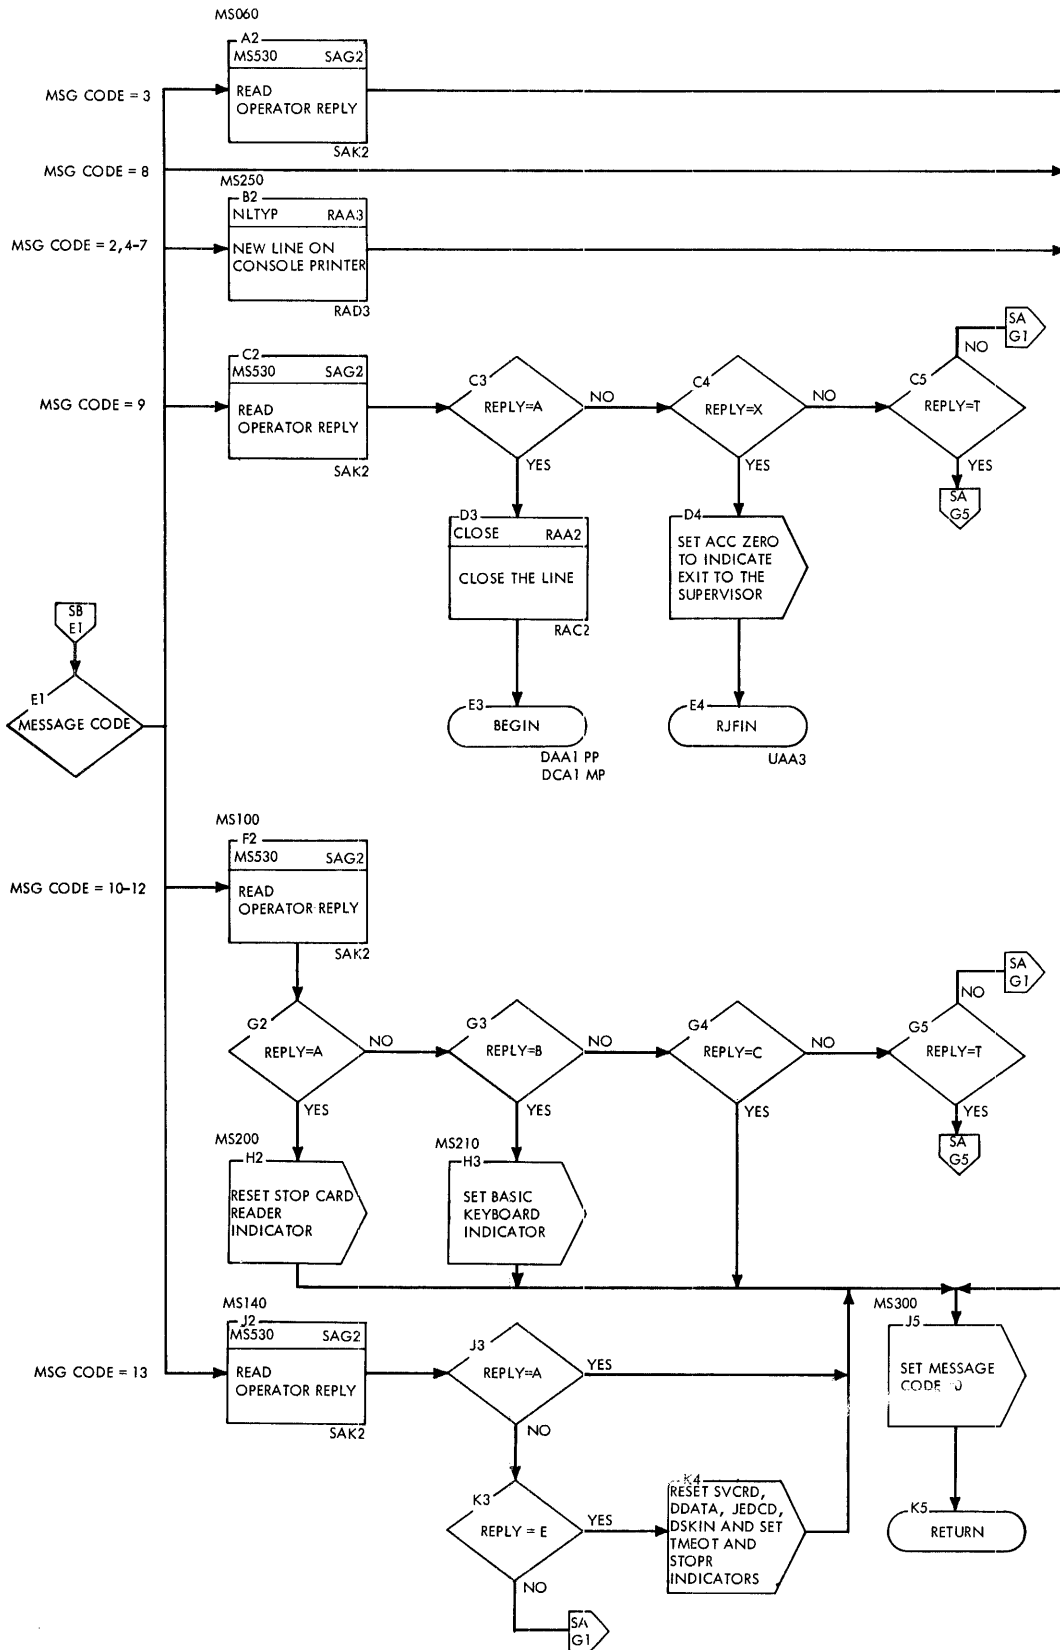 MS060
A2
MS530 SAG2
READ
OPERATOR REPLY
SAK2
MSG CODE = 3
MSG CODE = 8
MS250
B2
NLTYP RAA3
NEW LINE ON
CONSOLE PRINTER
RAD3
MSG CODE = 2,4-7
SA
G1
NO
C2
MS530 SAG2
READ
OPERATOR REPLY
SAK2
MSG CODE = 9
C3
REPLY=A
NO
C4
REPLY=X
NO
C5
REPLY=T
YES
YES
YES
SA
G5
D3
CLOSE RAA2
CLOSE THE LINE
RAC2
D4
SET ACC ZERO
TO INDICATE
EXIT TO THE
SUPERVISOR
SB
E1
E1
MESSAGE CODE
E3
BEGIN
DAA1 PP
DCA1 MP
E4
RJFIN
UAA3
MS100
F2
MS530 SAG2
READ
OPERATOR REPLY
SAK2
MSG CODE = 10-12
SA
G1
NO
G2
REPLY=A
NO
G3
REPLY=B
NO
G4
REPLY=C
NO
G5
REPLY=T
YES
YES
YES
YES
SA
G5
MS200
H2
RESET STOP CARD
READER
INDICATOR
MS210
H3
SET BASIC
KEYBOARD
INDICATOR
MS140
J2
MS530 SAG2
READ
OPERATOR REPLY
SAK2
MSG CODE = 13
J3
REPLY=A
YES
NO
MS300
J5
SET MESSAGE
CODE =0
K3
REPLY = E
YES
NO
K4
RESET SVCRD,
DDATA, JEDCD,
DSKIN AND SET
TMEOT AND
STOPR
INDICATORS
K5
RETURN
SA
G1